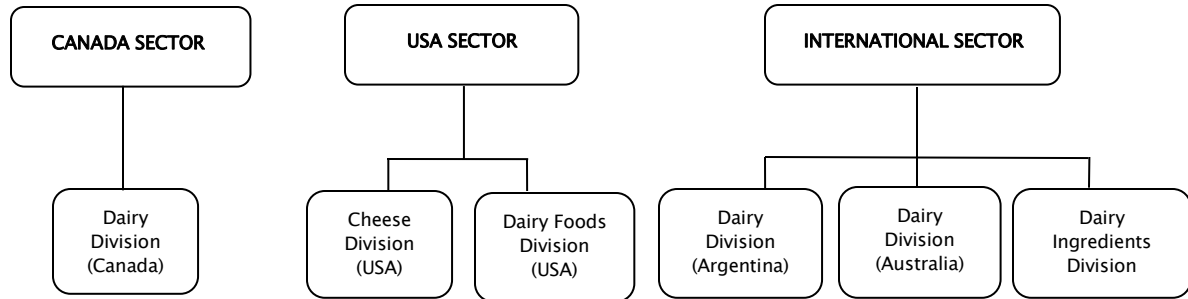 CANADA SECTOR
USA SECTOR
INTERNATIONAL SECTOR
Dairy
Division
(Canada)
Cheese
Division
(USA)
Dairy Foods
Division
(USA)
Dairy
Division
(Argentina)
Dairy
Division
(Australia)
Dairy
Ingredients
Division